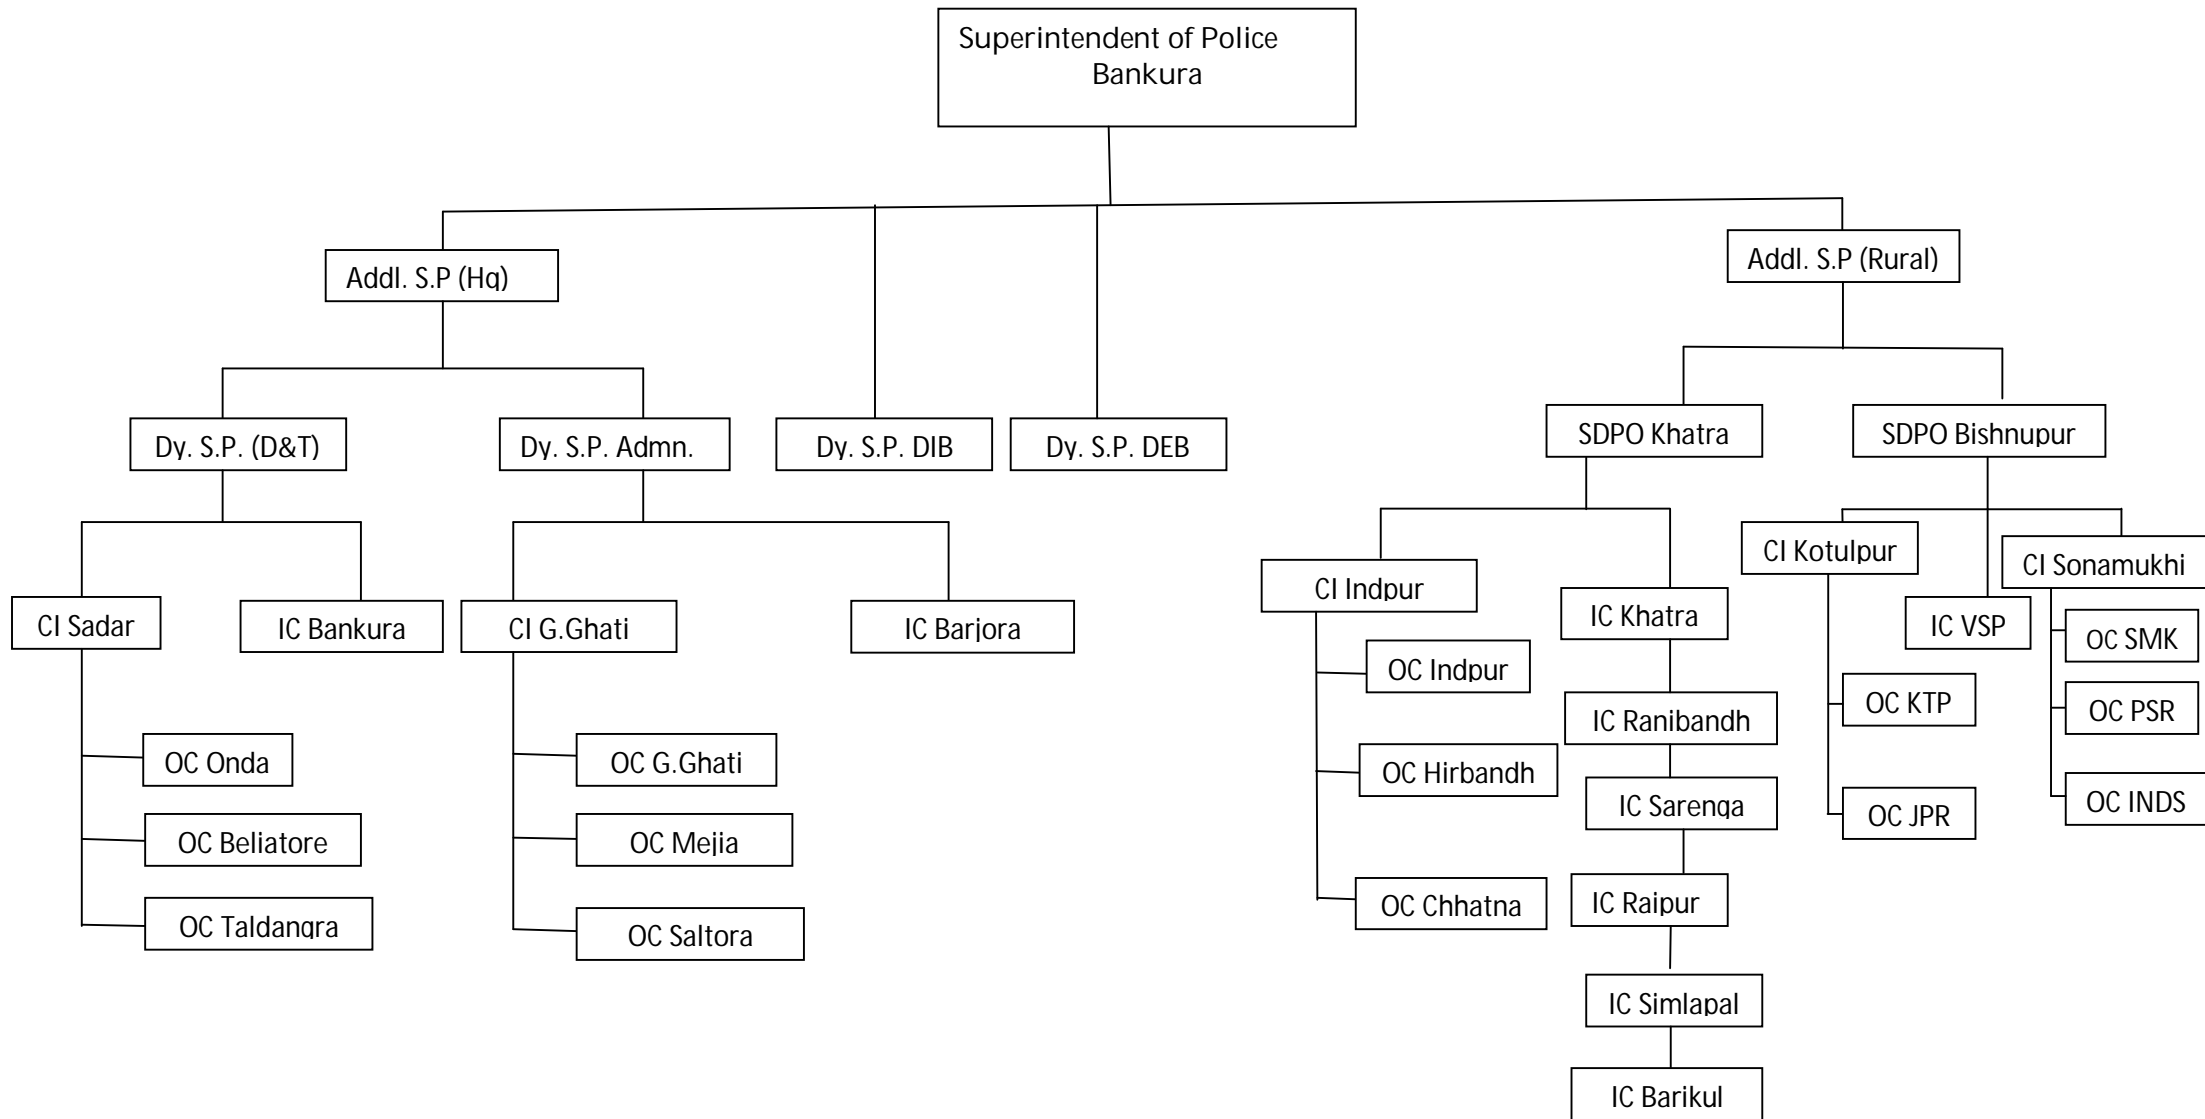 Superintendent of Police
Bankura
Addl. S.P (Hq)
Addl. S.P (Rural)
Dy. S.P. (D&T)
Dy. S.P. Admn.
Dy. S.P. DIB
Dy. S.P. DEB
SDPO Khatra
SDPO Bishnupur
CI Sadar
IC Bankura
CI G.Ghati
IC Barjora
CI Indpur
IC Khatra
CI Kotulpur
IC VSP
CI Sonamukhi
OC Onda
OC Beliatore
OC Taldangra
OC G.Ghati
OC Mejia
OC Saltora
OC Indpur
OC Hirbandh
OC Chhatna
IC Ranibandh
IC Sarenga
IC Raipur
IC Simlapal
IC Barikul
OC KTP
OC JPR
OC SMK
OC PSR
OC INDS